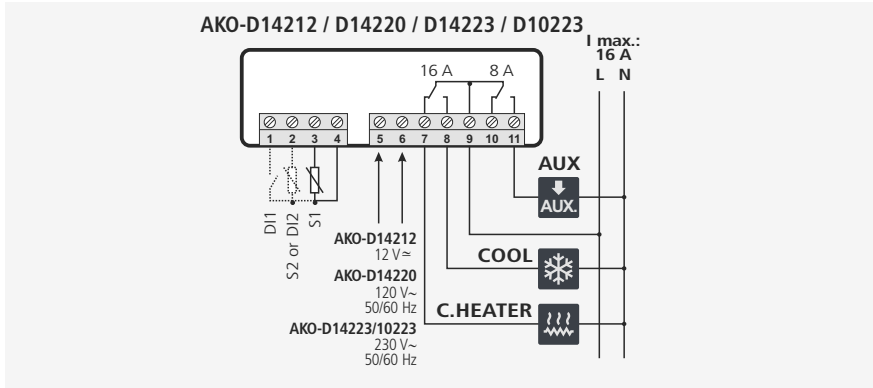 AKO-D14212 / D14220 / D14223 / D10223
I max.:
16 A
L N
16 A 8 A
1 2 3 4 5 6 7 8 9 10 11
DI1
S2 or DI2
S1
AUX
AUX.
AKO-D14212
12 V≂
COOL
AKO-D14220
120 V~
50/60 Hz
C.HEATER
AKO-D14223/10223
230 V~
50/60 Hz